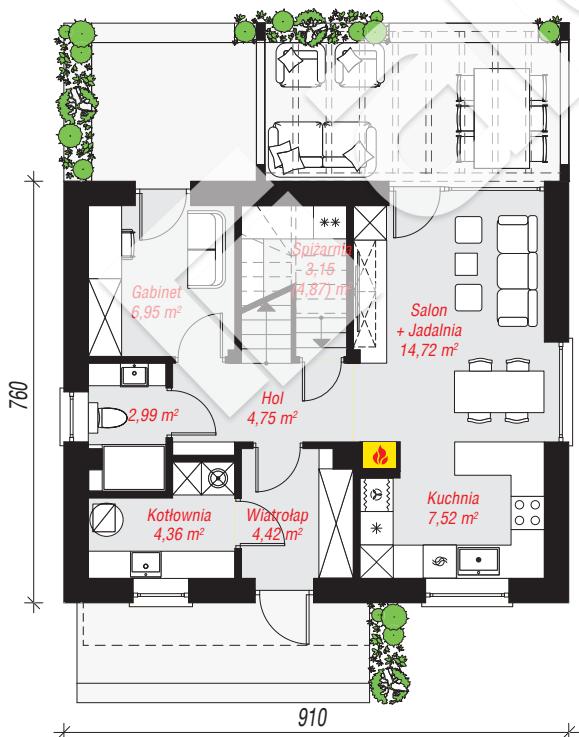 Spiżarnia
3,15
(4,87) m²
Gabinet
6,95 m²
Salon
+ Jadalnia
14,72 m²
760
2,99 m²
Hol
4,75 m²
Kotłownia
4,36 m²
Wiatrołap
4,42 m²
Kuchnia
7,52 m²
910